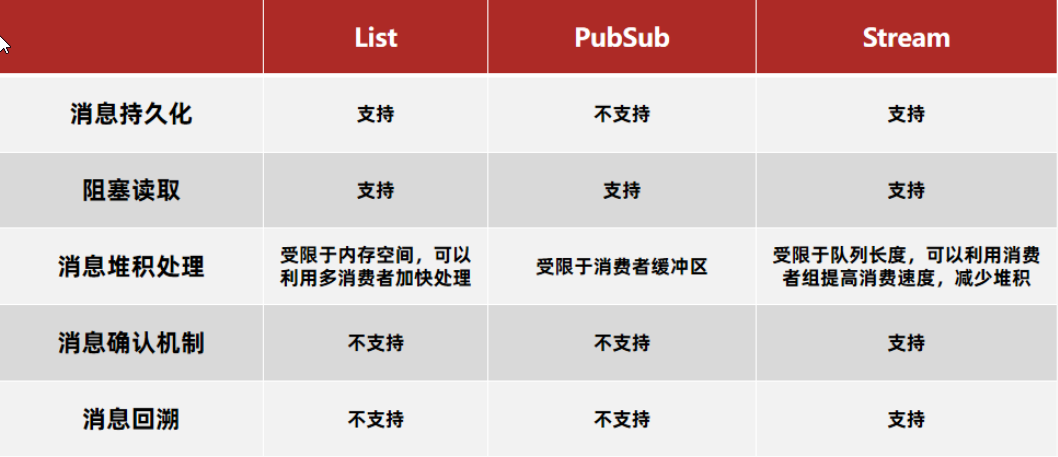 List PubSub Stream
消息持久化 支持 不支持 支持
阻塞读取 支持 支持 支持
消息堆积处理 受限于内存空间，可以
利用多消费者加快处理 受限于消费者缓冲区 受限于队列长度，可以利用消费
者组提高消费速度，减少堆积
消息确认机制 不支持 不支持 支持
消息回溯 不支持 不支持 支持